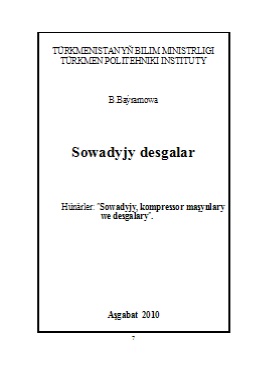 TÜRKMENISTANYŇ BILIM MINISTRLIGI
TÜRKMEN POLITEHNIKI INSTITUTY
B.Baýramowa
Sowadyjy desgalar
Hünärler: "Sowadyjy, kompressor maşynlary
we desgalary".
Aşgabat 2010
7